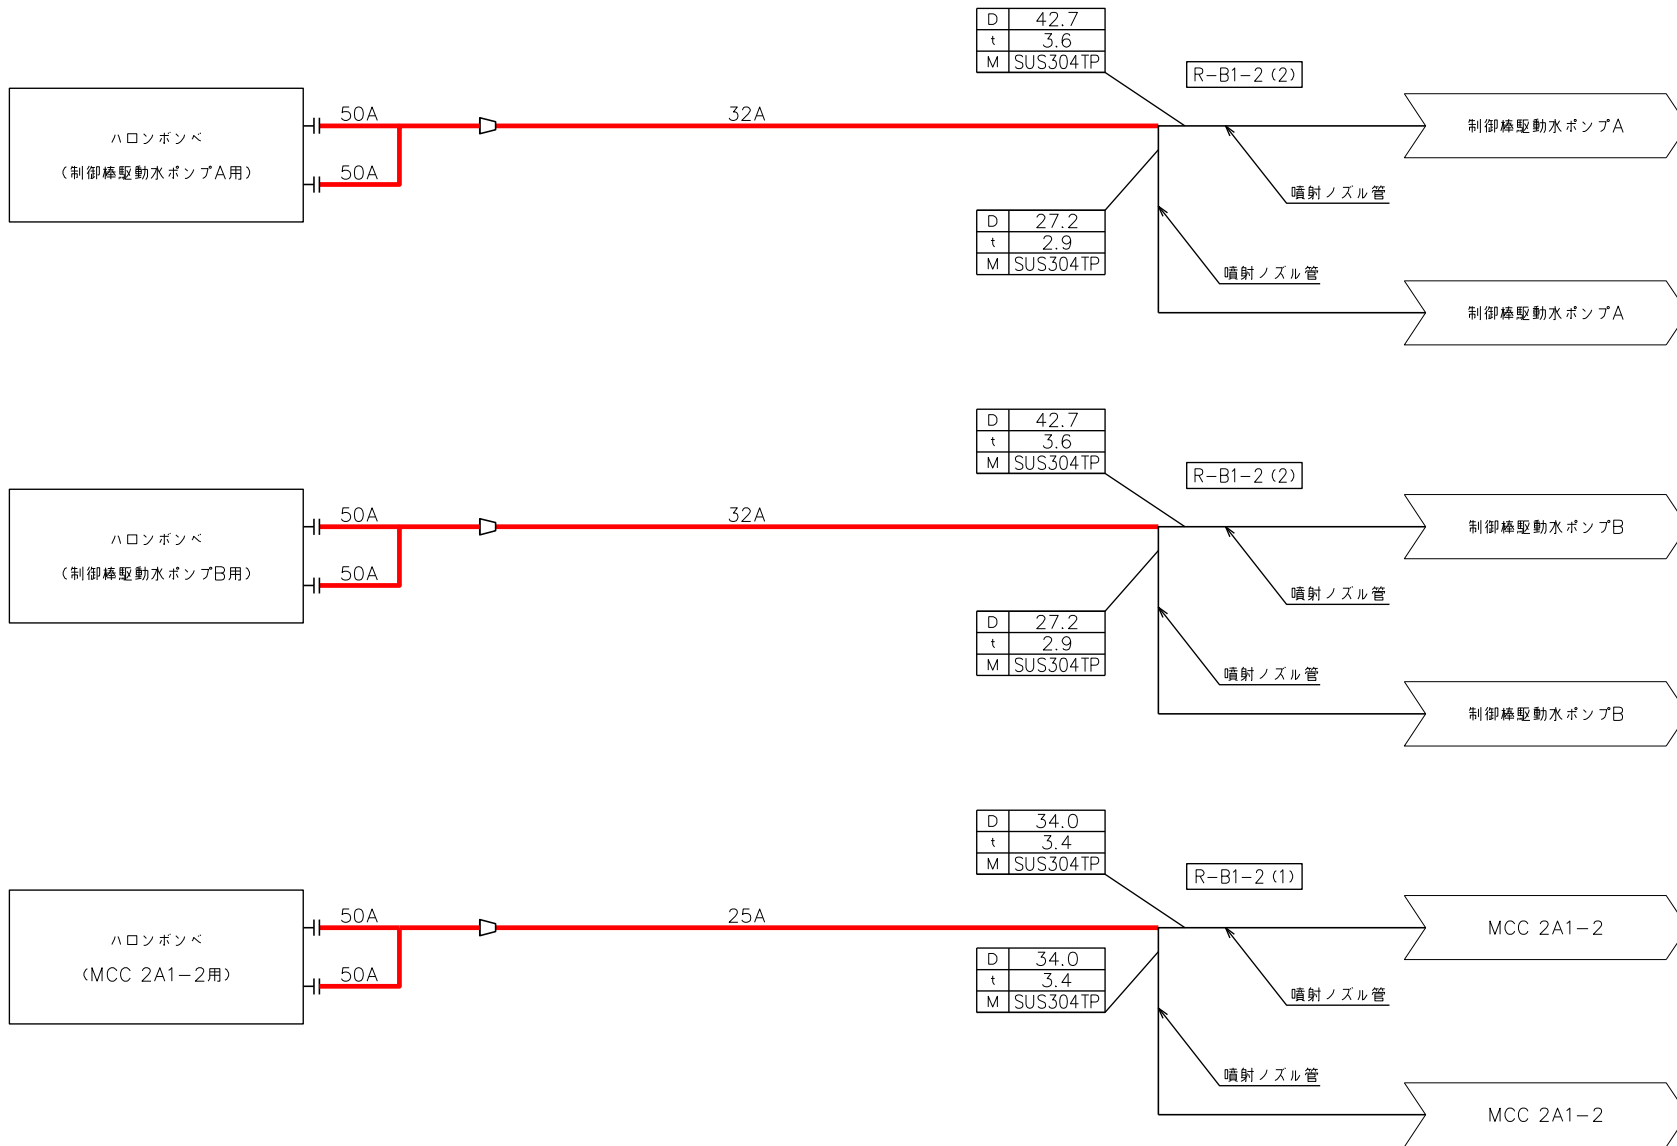 D 42.7
t 3.6
M SUS304TP
R-B1-2 (2)
50A
32A
ハロンボンベ
(制御棒駆動水ポンプA用)
制御棒駆動水ポンプA
50A
噴射ノズル管
D 27.2
t 2.9
M SUS304TP
噴射ノズル管
制御棒駆動水ポンプA
D 42.7
t 3.6
M SUS304TP
R-B1-2 (2)
50A
32A
ハロンボンベ
(制御棒駆動水ポンプB用)
制御棒駆動水ポンプB
50A
噴射ノズル管
D 27.2
t 2.9
M SUS304TP
噴射ノズル管
制御棒駆動水ポンプB
D 34.0
t 3.4
M SUS304TP
R-B1-2 (1)
50A
25A
ハロンボンベ
(MCC 2A1-2用)
MCC 2A1-2
50A
D 34.0
t 3.4
M SUS304TP
噴射ノズル管
噴射ノズル管
MCC 2A1-2